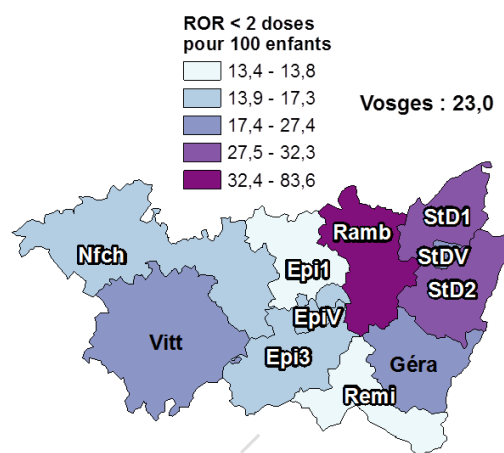 ROR < 2 doses
pour 100 enfants
13,4 - 13,8
13,9 - 17,3
17,4 - 27,4
27,5 - 32,3
32,4 - 83,6
Vosges : 23,0
StD1
Ramb
Nfch
StDV
Epi1
StD2
EpiV
Vitt
Epi3
Géra
Remi